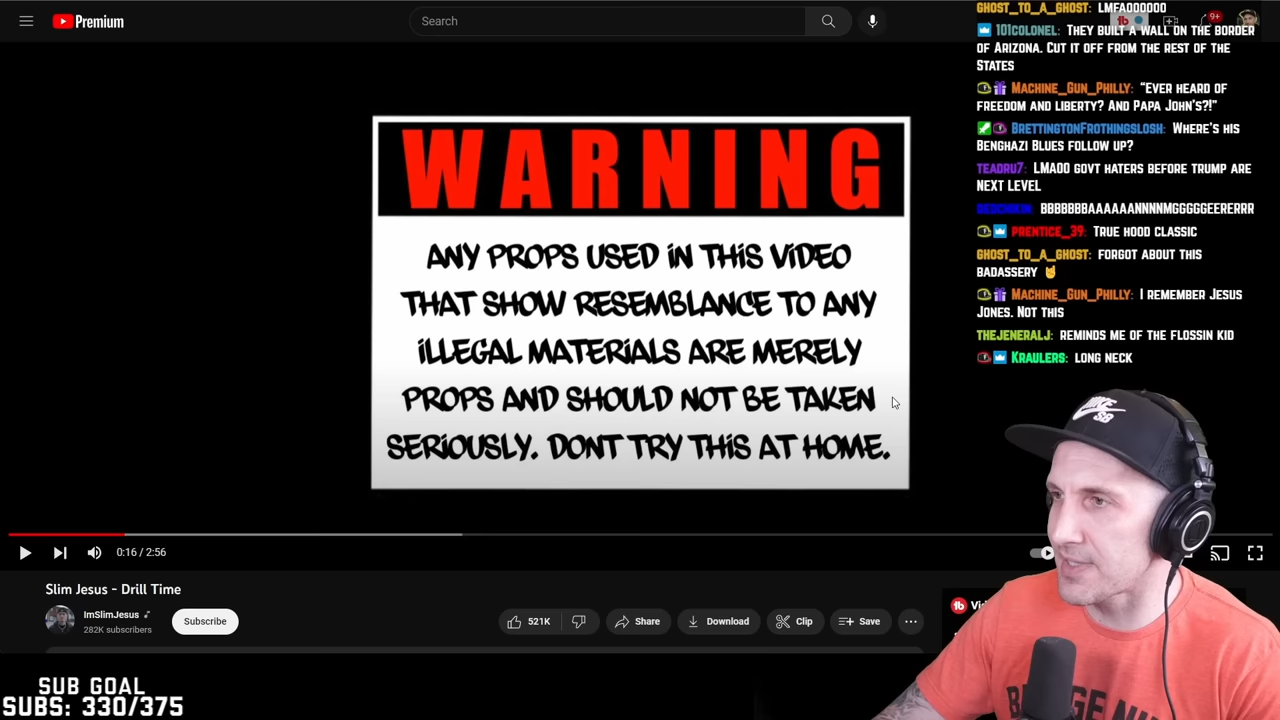 Premium
Search
9+
WARNING
ANY PROPS USED iN THiS ViDEO
THAT SHOW RESEMBLANCE TO ANY
iLLEGAL MATERiALS ARE MERELY
PROPS AND SHOULD NOT BE TAKEN
SERiOUSLY. DONT TRY THiS AT HOME.
0:16 / 2:56
Slim Jesus - Drill Time
ImSlimJesus
282K subscribers
Subscribe
521K
Share
Download
Clip
Save
SUB GOAL
SUBS: 330/375
GHOST_TO_A_GHOST: LMFAOOOOOO
101COLONEL: THEY BUILT A WALL ON THE BORDER
OF ARIZONA. CUT IT OFF FROM THE REST OF THE
STATES
MACHINE_GUN_PHILLY: “EVER HEARD OF
FREEDOM AND LIBERTY? AND PAPA JOHN'S?!”
BRETTINGTONFROTHINGSLOSH: WHERE'S HIS
BENGHAZI BLUES FOLLOW UP?
TEADRU7: LMAOO GOVT HATERS BEFORE TRUMP ARE
NEXT LEVEL
BBBBBBBAAAAAANNNNMGGGGGEERERRR
PRENTICE_39: TRUE HOOD CLASSIC
GHOST_TO_A_GHOST: FORGOT ABOUT THIS
BADASSERY 🤘
MACHINE_GUN_PHILLY: I REMEMBER JESUS
JONES. NOT THIS
THEJENERALJ: REMINDS ME OF THE FLOSSIN KID
KRAULERS: LONG NECK
NIKE
SB